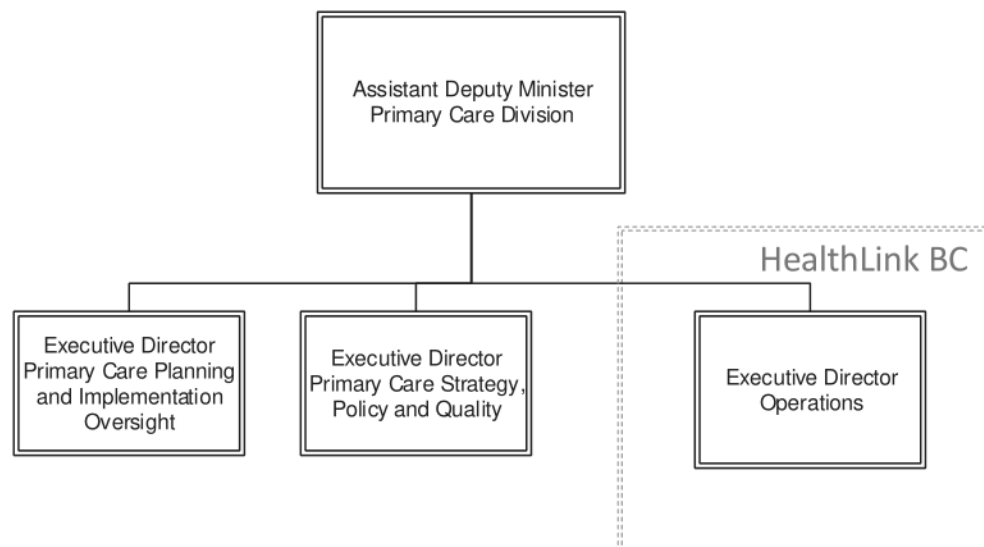 Assistant Deputy Minister
Primary Care Division
HealthLink BC
Executive Director
Primary Care Planning
and Implementation
Oversight
Executive Director
Primary Care Strategy,
Policy and Quality
Executive Director
Operations